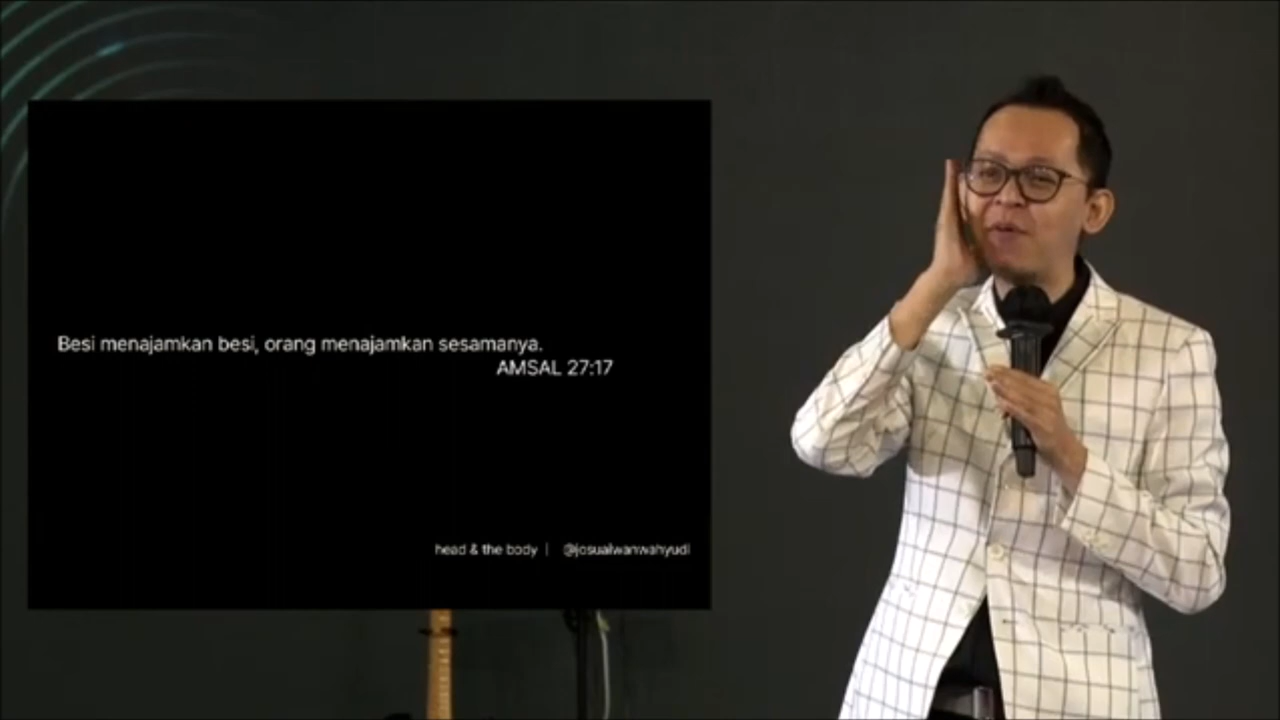 Besi menajamkan besi, orang menajamkan sesamanya.
AMSAL 27:17
head & the body | @josuaiwanwahyudi